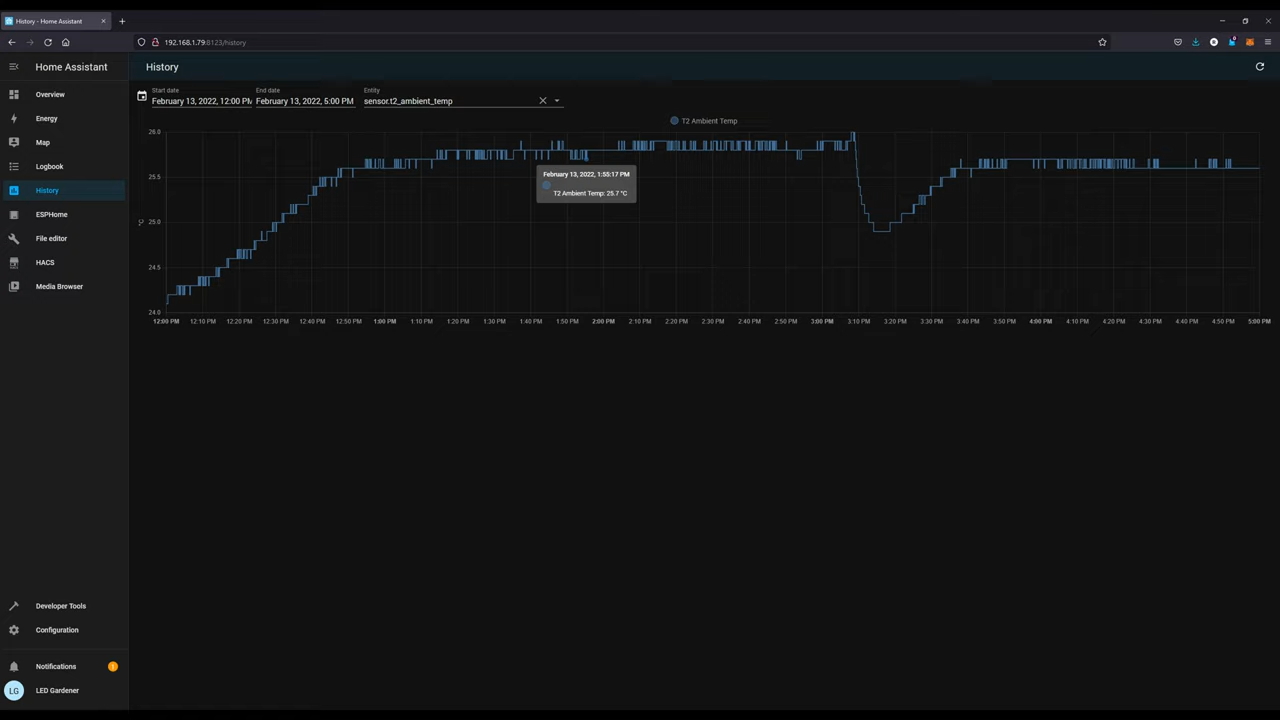 History - Home Assistant
192.168.1.79:8123/history
Home Assistant
History
Overview
Energy
Map
Logbook
History
ESPHome
File editor
HACS
Media Browser
Developer Tools
Configuration
Notifications
1
LG
LED Gardener
Start date
February 13, 2022, 12:00 PM
End date
February 13, 2022, 5:00 PM
Entity
sensor.t2_ambient_temp
T2 Ambient Temp
26.0
25.5
25.0
24.5
24.0
°C
February 13, 2022, 1:55:17 PM
T2 Ambient Temp: 25.7 °C
12:00 PM 12:10 PM 12:20 PM 12:30 PM 12:40 PM 12:50 PM 1:00 PM 1:10 PM 1:20 PM 1:30 PM 1:40 PM 1:50 PM 2:00 PM 2:10 PM 2:20 PM 2:30 PM 2:40 PM 2:50 PM 3:00 PM 3:10 PM 3:20 PM 3:30 PM 3:40 PM 3:50 PM 4:00 PM 4:10 PM 4:20 PM 4:30 PM 4:40 PM 4:50 PM 5:00 PM